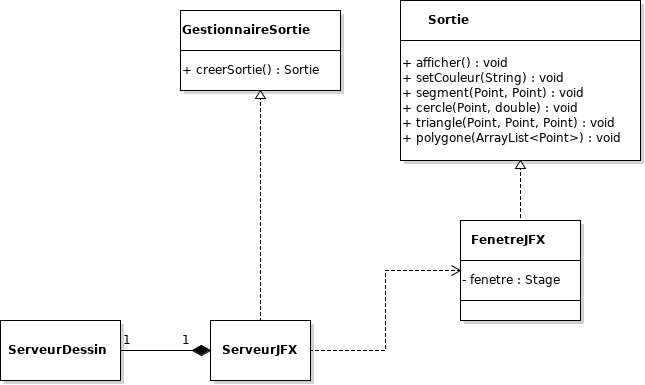 GestionnaireSortie
+ creerSortie() : Sortie
Sortie
+ afficher() : void
+ setCouleur(String) : void
+ segment(Point, Point) : void
+ cercle(Point, double) : void
+ triangle(Point, Point, Point) : void
+ polygone(ArrayList<Point>) : void
FenetreJFX
- fenetre : Stage
ServeurDessin
1
1
ServeurJFX